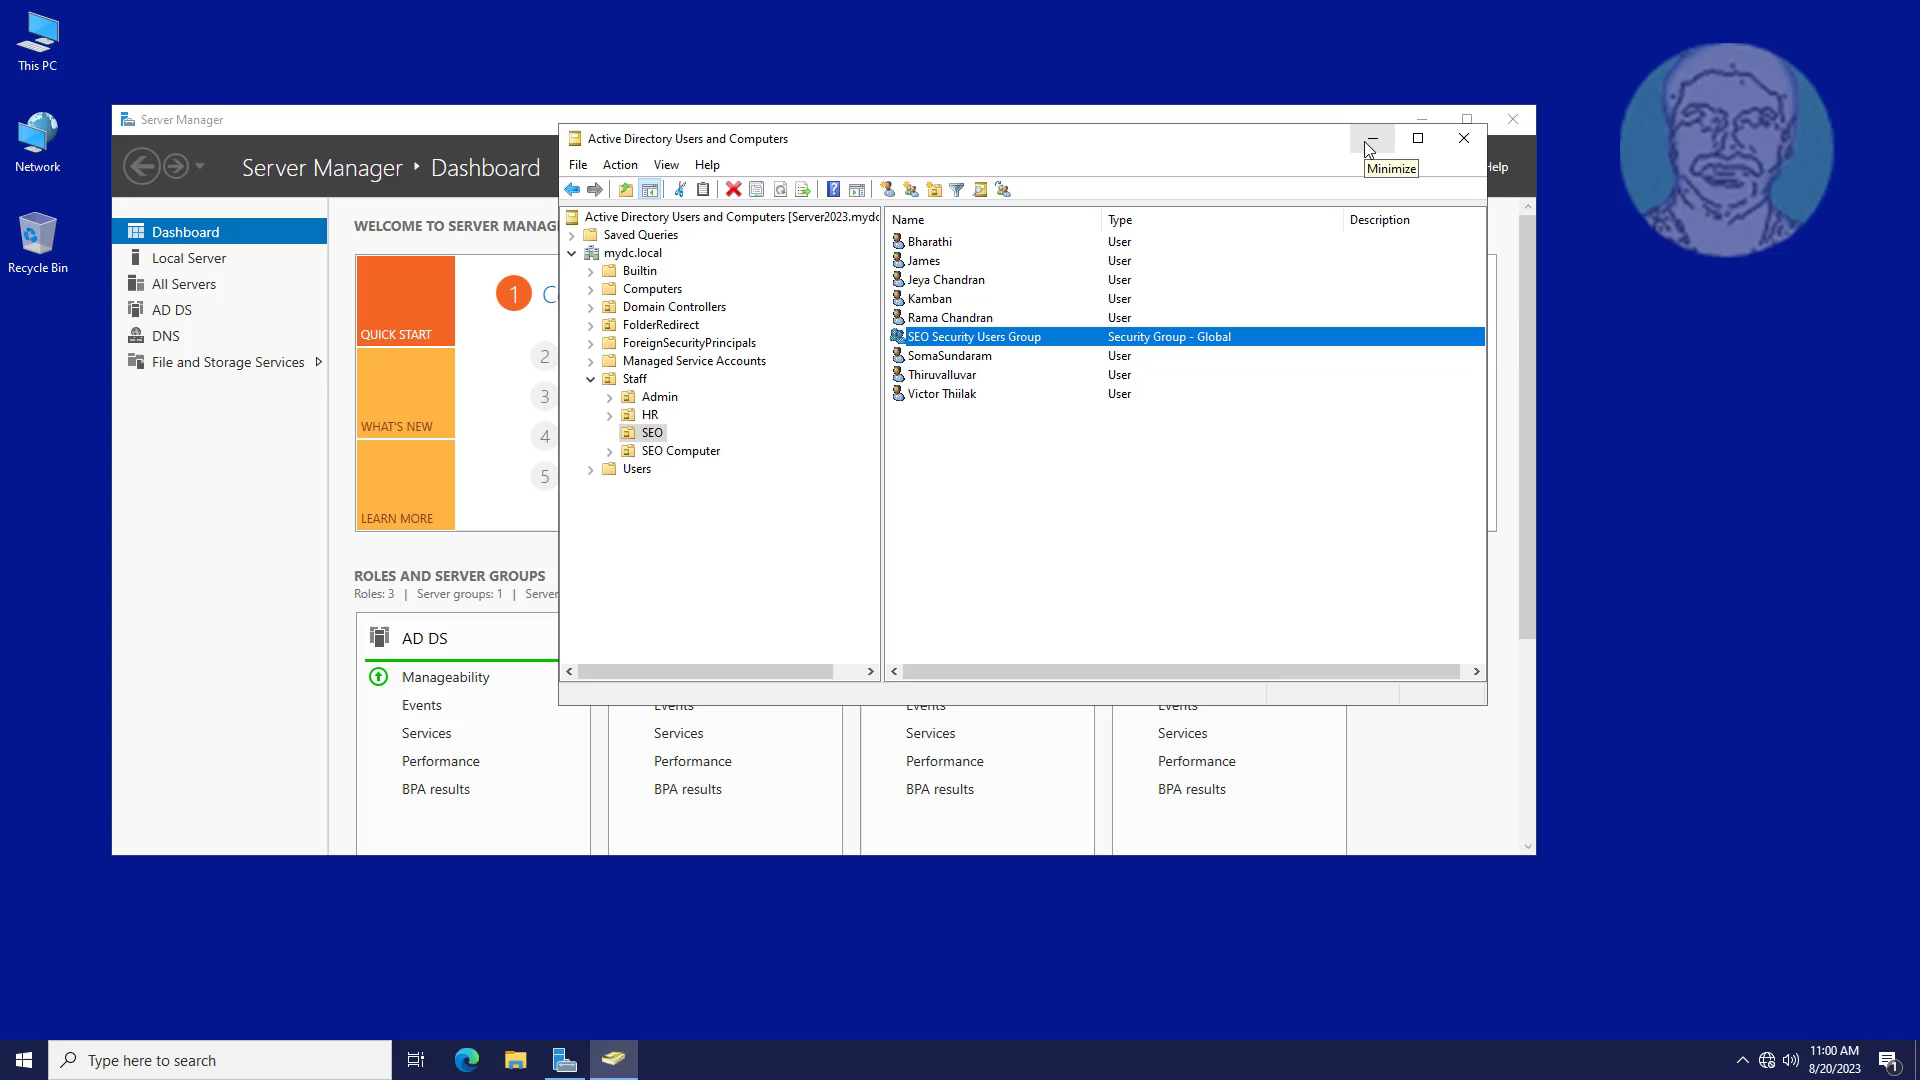 This PC
Network
Recycle Bin
Server Manager
Server Manager
Dashboard
Help
Dashboard
Local Server
All Servers
AD DS
DNS
File and Storage Services
WELCOME TO SERVER MANAG
QUICK START
WHAT'S NEW
LEARN MORE
1 C
2
3
4
5
ROLES AND SERVER GROUPS
Roles: 3 | Server groups: 1 | Server
AD DS
Manageability
Events
Services
Performance
BPA results
Events
Services
Performance
BPA results
Events
Services
Performance
BPA results
Events
Services
Performance
BPA results
Active Directory Users and Computers
Minimize
File Action View Help
Active Directory Users and Computers [Server2023.mydc
Saved Queries
mydc.local
Builtin
Computers
Domain Controllers
FolderRedirect
ForeignSecurityPrincipals
Managed Service Accounts
Staff
Admin
HR
SEO
SEO Computer
Users
Name Type Description
Bharathi User
James User
Jeya Chandran User
Kamban User
Rama Chandran User
SEO Security Users Group Security Group - Global
SomaSundaram User
Thiruvalluvar User
Victor Thiilak User
Type here to search
11:00 AM
8/20/2023
1